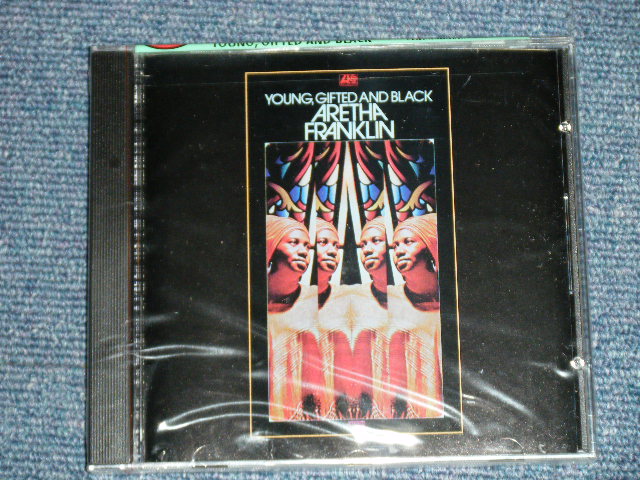 YOUNG, GIFTED AND BLACK
YOUNG, GIFTED AND BLACK
ARETHA
FRANKLIN